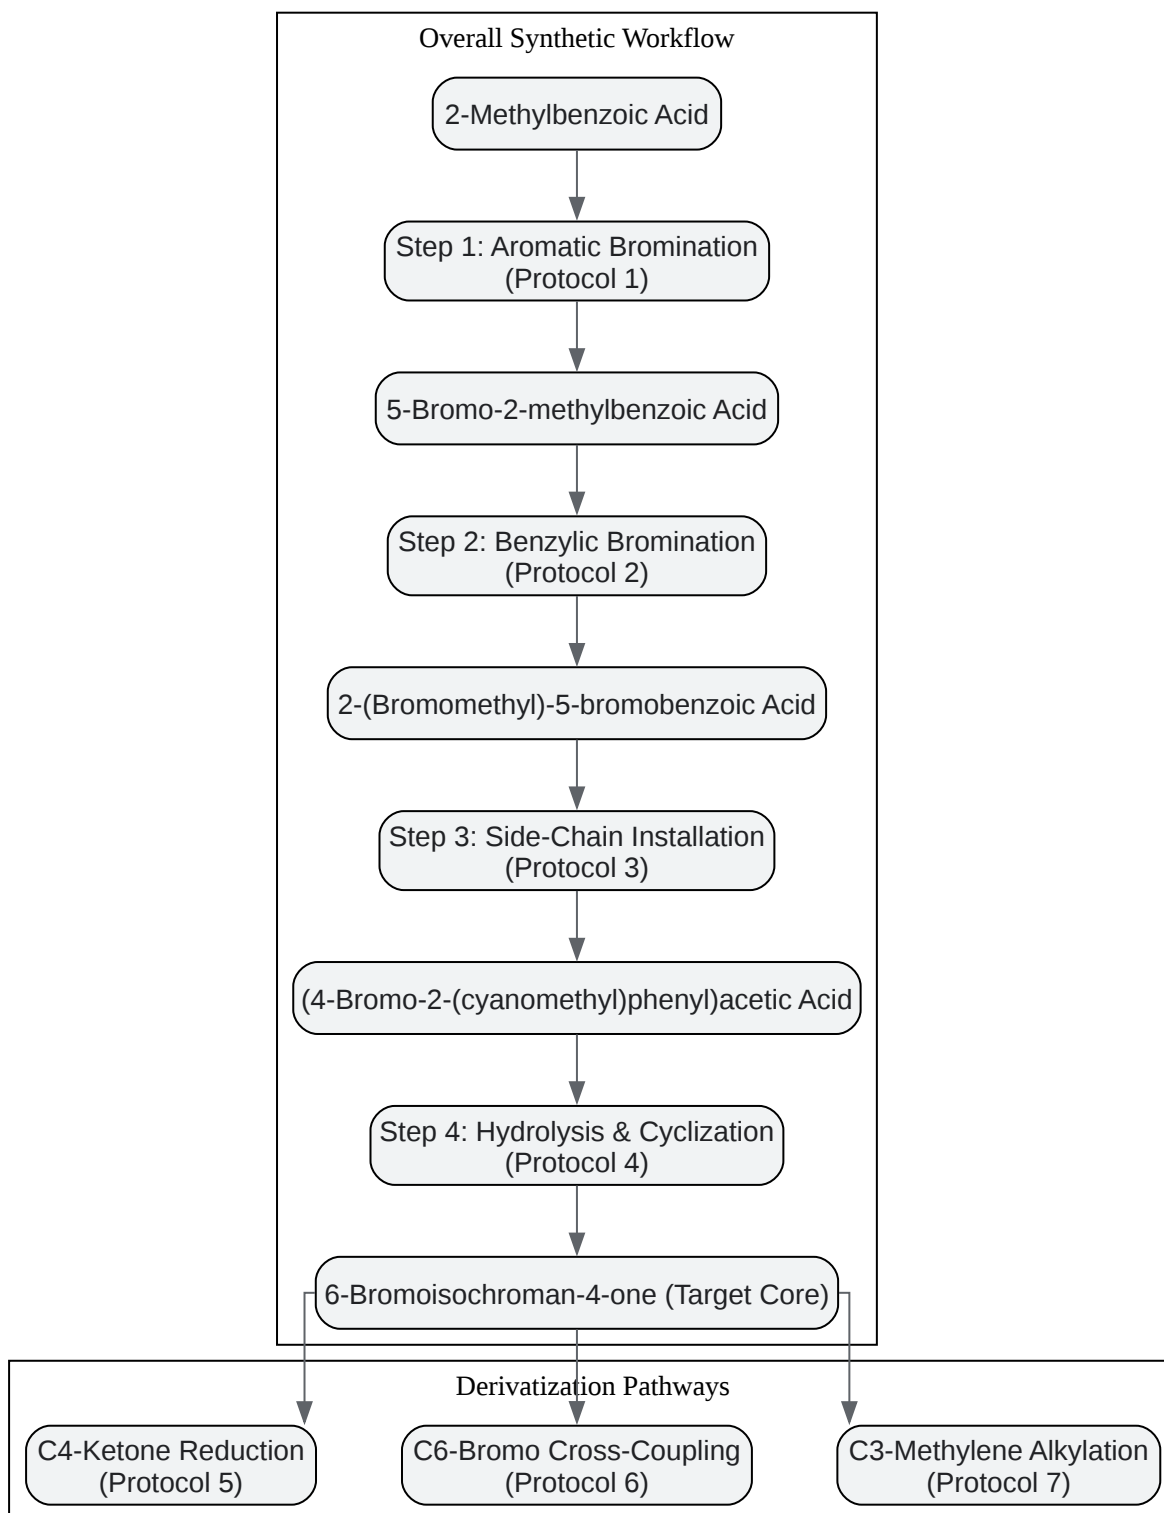 Overall Synthetic Workflow
2-Methylbenzoic Acid
Step 1: Aromatic Bromination
(Protocol 1)
5-Bromo-2-methylbenzoic Acid
Step 2: Benzylic Bromination
(Protocol 2)
2-(Bromomethyl)-5-bromobenzoic Acid
Step 3: Side-Chain Installation
(Protocol 3)
(4-Bromo-2-(cyanomethyl)phenyl)acetic Acid
Step 4: Hydrolysis & Cyclization
(Protocol 4)
6-Bromoisochroman-4-one (Target Core)
Derivatization Pathways
C4-Ketone Reduction
(Protocol 5)
C6-Bromo Cross-Coupling
(Protocol 6)
C3-Methylene Alkylation
(Protocol 7)